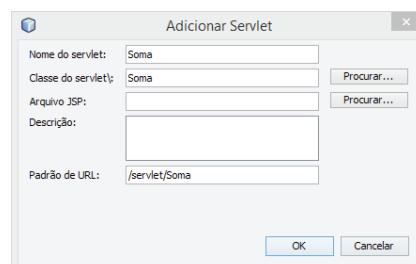 Adicionar Servlet
Nome do servlet: Soma
Classe do servlet\: Soma Procurar...
Arquivo JSP: Procurar...
Descrição:
Padrão de URL: /servlet/Soma
OK Cancelar